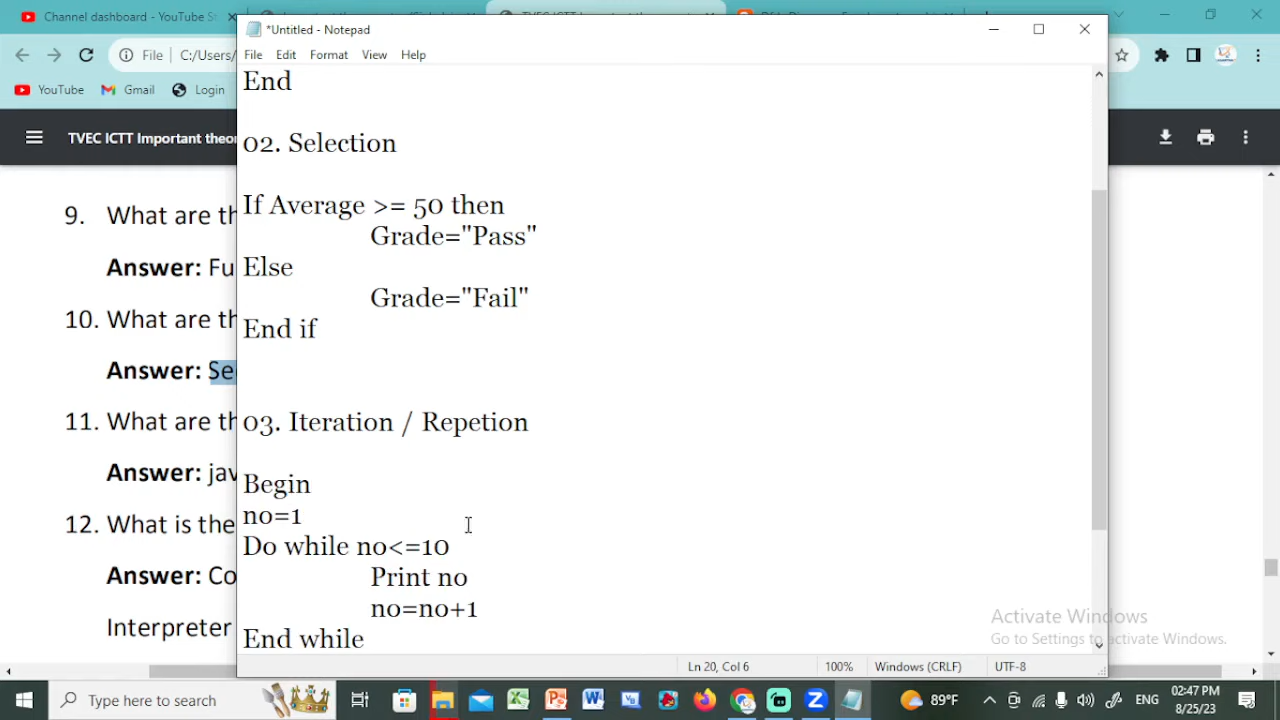 Channel dashboard - YouTube S
*Untitled - Notepad
File Edit Format View Help
File C:/Users/
YouTube Gmail Login
TVEC ICTT Important theor
End
02. Selection
If Average >= 50 then
Grade="Pass"
Else
Grade="Fail"
End if
03. Iteration / Repetion
Begin
no=1
Do while no<=10
Print no
no=no+1
End while
9. What are th
Answer: Fu
10. What are th
Answer: Se
11. What are th
Answer: jav
12. What is the
Answer: Co
Interpreter
Activate Windows
Go to Settings to activate Windows.
Ln 20, Col 6 100% Windows (CRLF) UTF-8
Type here to search
89°F
ENG
02:47 PM
8/25/23